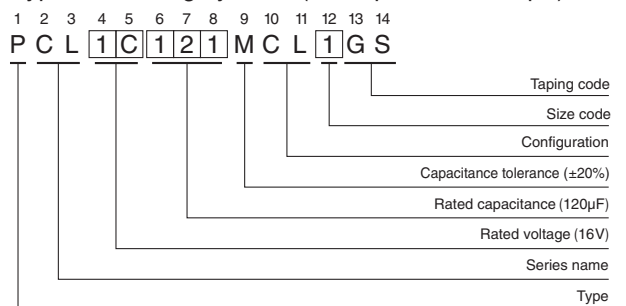 1 2 3 4 5 6 7 8 9 10 11 12 13 14
P C L 1 C 1 2 1 M C L 1 G S
Taping code
Size code
Configuration
Capacitance tolerance (±20%)
Rated capacitance (120µF)
Rated voltage (16V)
Series name
Type